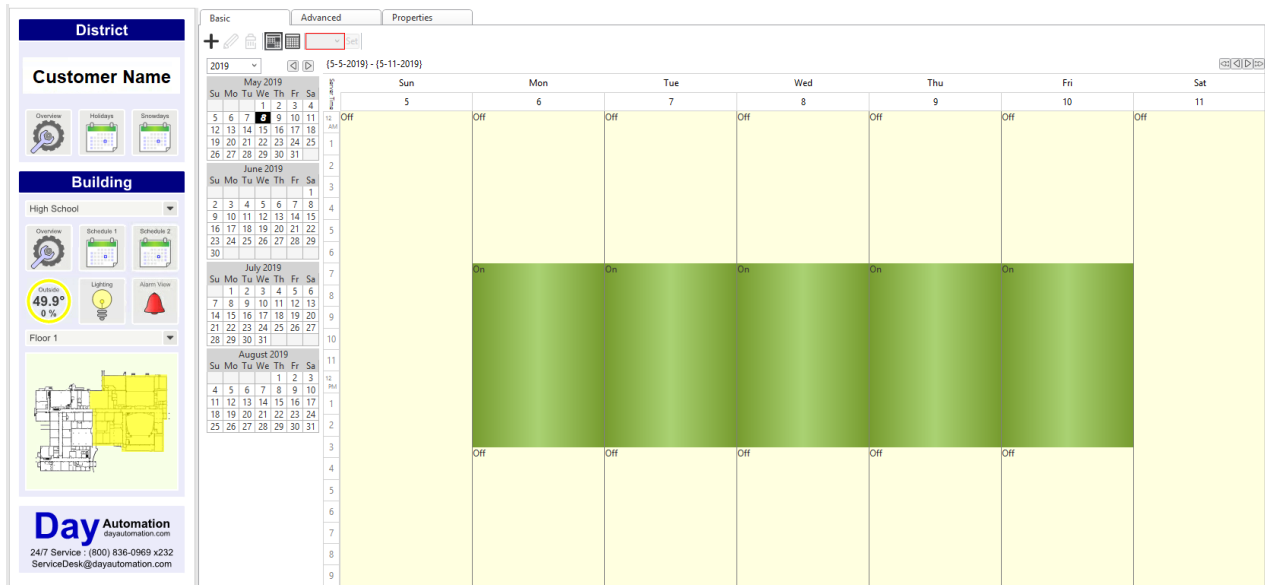 District
Customer Name
Overview Holidays Snowdays
Building
High School
Overview Schedule 1 Schedule 2
Outside
49.9°
0 %
Lighting
Alarm View
Floor 1
Day Automation
dayautomation.com
24/7 Service : (800) 836-0969 x232
ServiceDesk@dayautomation.com
Basic Advanced Properties
Set
2019
{5-5-2019} - {5-11-2019}
May 2019
Su Mo Tu We Th Fr Sa
1 2 3 4
5 6 7 8 9 10 11
12 13 14 15 16 17 18
19 20 21 22 23 24 25
26 27 28 29 30 31
June 2019
Su Mo Tu We Th Fr Sa
1
2 3 4 5 6 7 8
9 10 11 12 13 14 15
16 17 18 19 20 21 22
23 24 25 26 27 28 29
30
July 2019
Su Mo Tu We Th Fr Sa
1 2 3 4 5 6
7 8 9 10 11 12 13
14 15 16 17 18 19 20
21 22 23 24 25 26 27
28 29 30 31
August 2019
Su Mo Tu We Th Fr Sa
1 2 3
4 5 6 7 8 9 10
11 12 13 14 15 16 17
18 19 20 21 22 23 24
25 26 27 28 29 30 31
Server Time
Sun Mon Tue Wed Thu Fri Sat
5 6 7 8 9 10 11
12 AM
Off Off Off Off Off Off Off
1
2
3
4
5
6
7
On On On On On
8
9
10
11
12 PM
1
2
3
Off Off Off Off Off
4
5
6
7
8
9